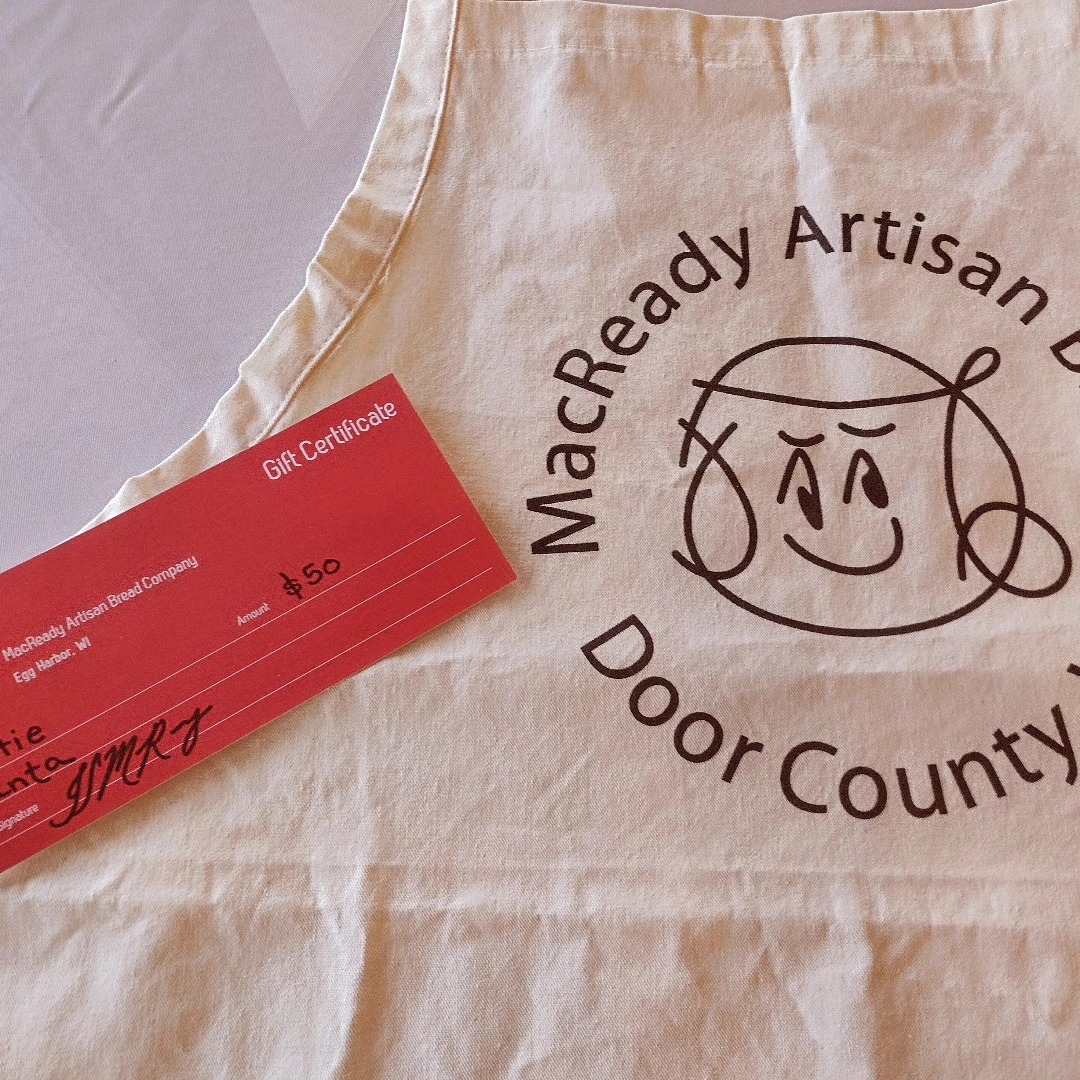 Gift Certificate
MacReady Artisan Bread Company
Egg Harbor, WI
Amount $50
Signature
MacReady Artisan
Door County